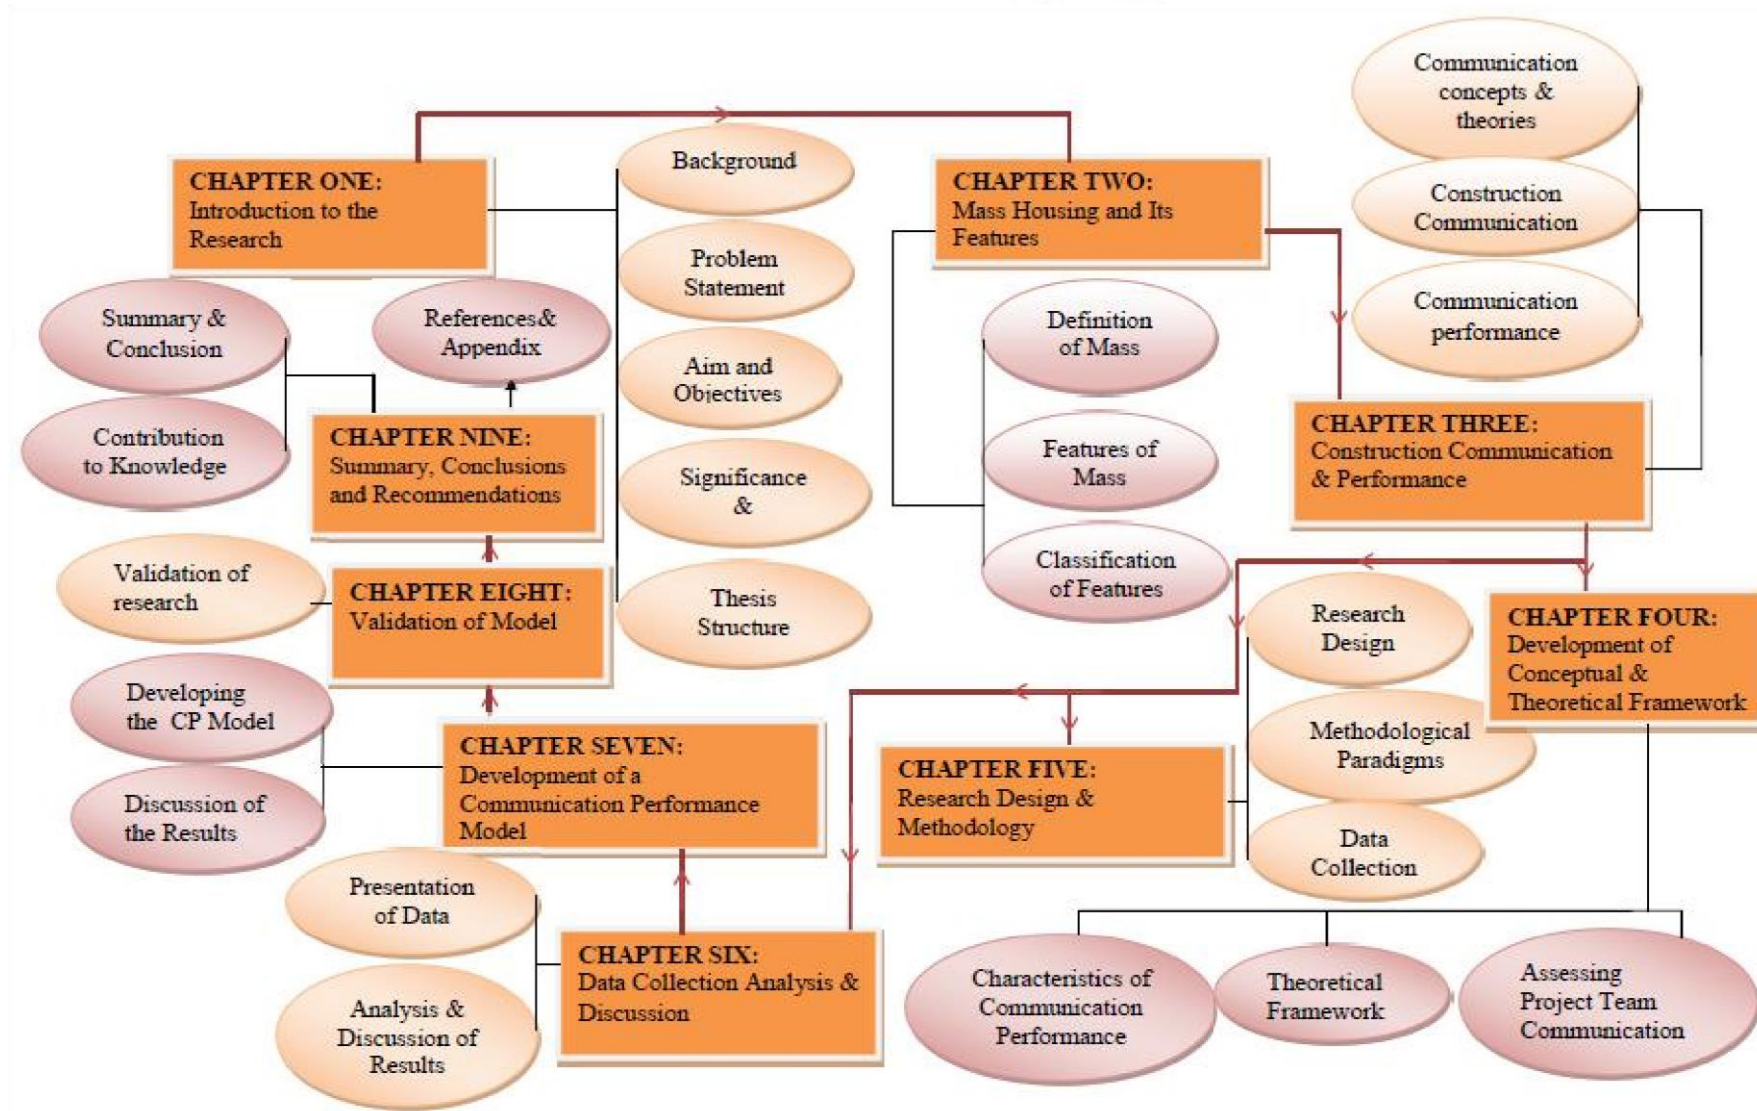 CHAPTER ONE:
Introduction to the
Research
Background
Problem
Statement
Aim and
Objectives
Significance
&
Thesis
Structure
CHAPTER TWO:
Mass Housing and Its
Features
Definition
of Mass
Features of
Mass
Classification
of Features
Communication
concepts &
theories
Construction
Communication
Communication
performance
CHAPTER THREE:
Construction Communication
& Performance
CHAPTER FOUR:
Development of
Conceptual &
Theoretical Framework
Characteristics of
Communication
Performance
Theoretical
Framework
Assessing
Project Team
Communication
CHAPTER FIVE:
Research Design &
Methodology
Research
Design
Methodological
Paradigms
Data
Collection
CHAPTER SIX:
Data Collection Analysis &
Discussion
Presentation
of Data
Analysis &
Discussion of
Results
CHAPTER SEVEN:
Development of a
Communication Performance
Model
Developing
the CP Model
Discussion of
the Results
CHAPTER EIGHT:
Validation of Model
Validation of
research
CHAPTER NINE:
Summary, Conclusions
and Recommendations
Summary &
Conclusion
Contribution
to Knowledge
References&
Appendix